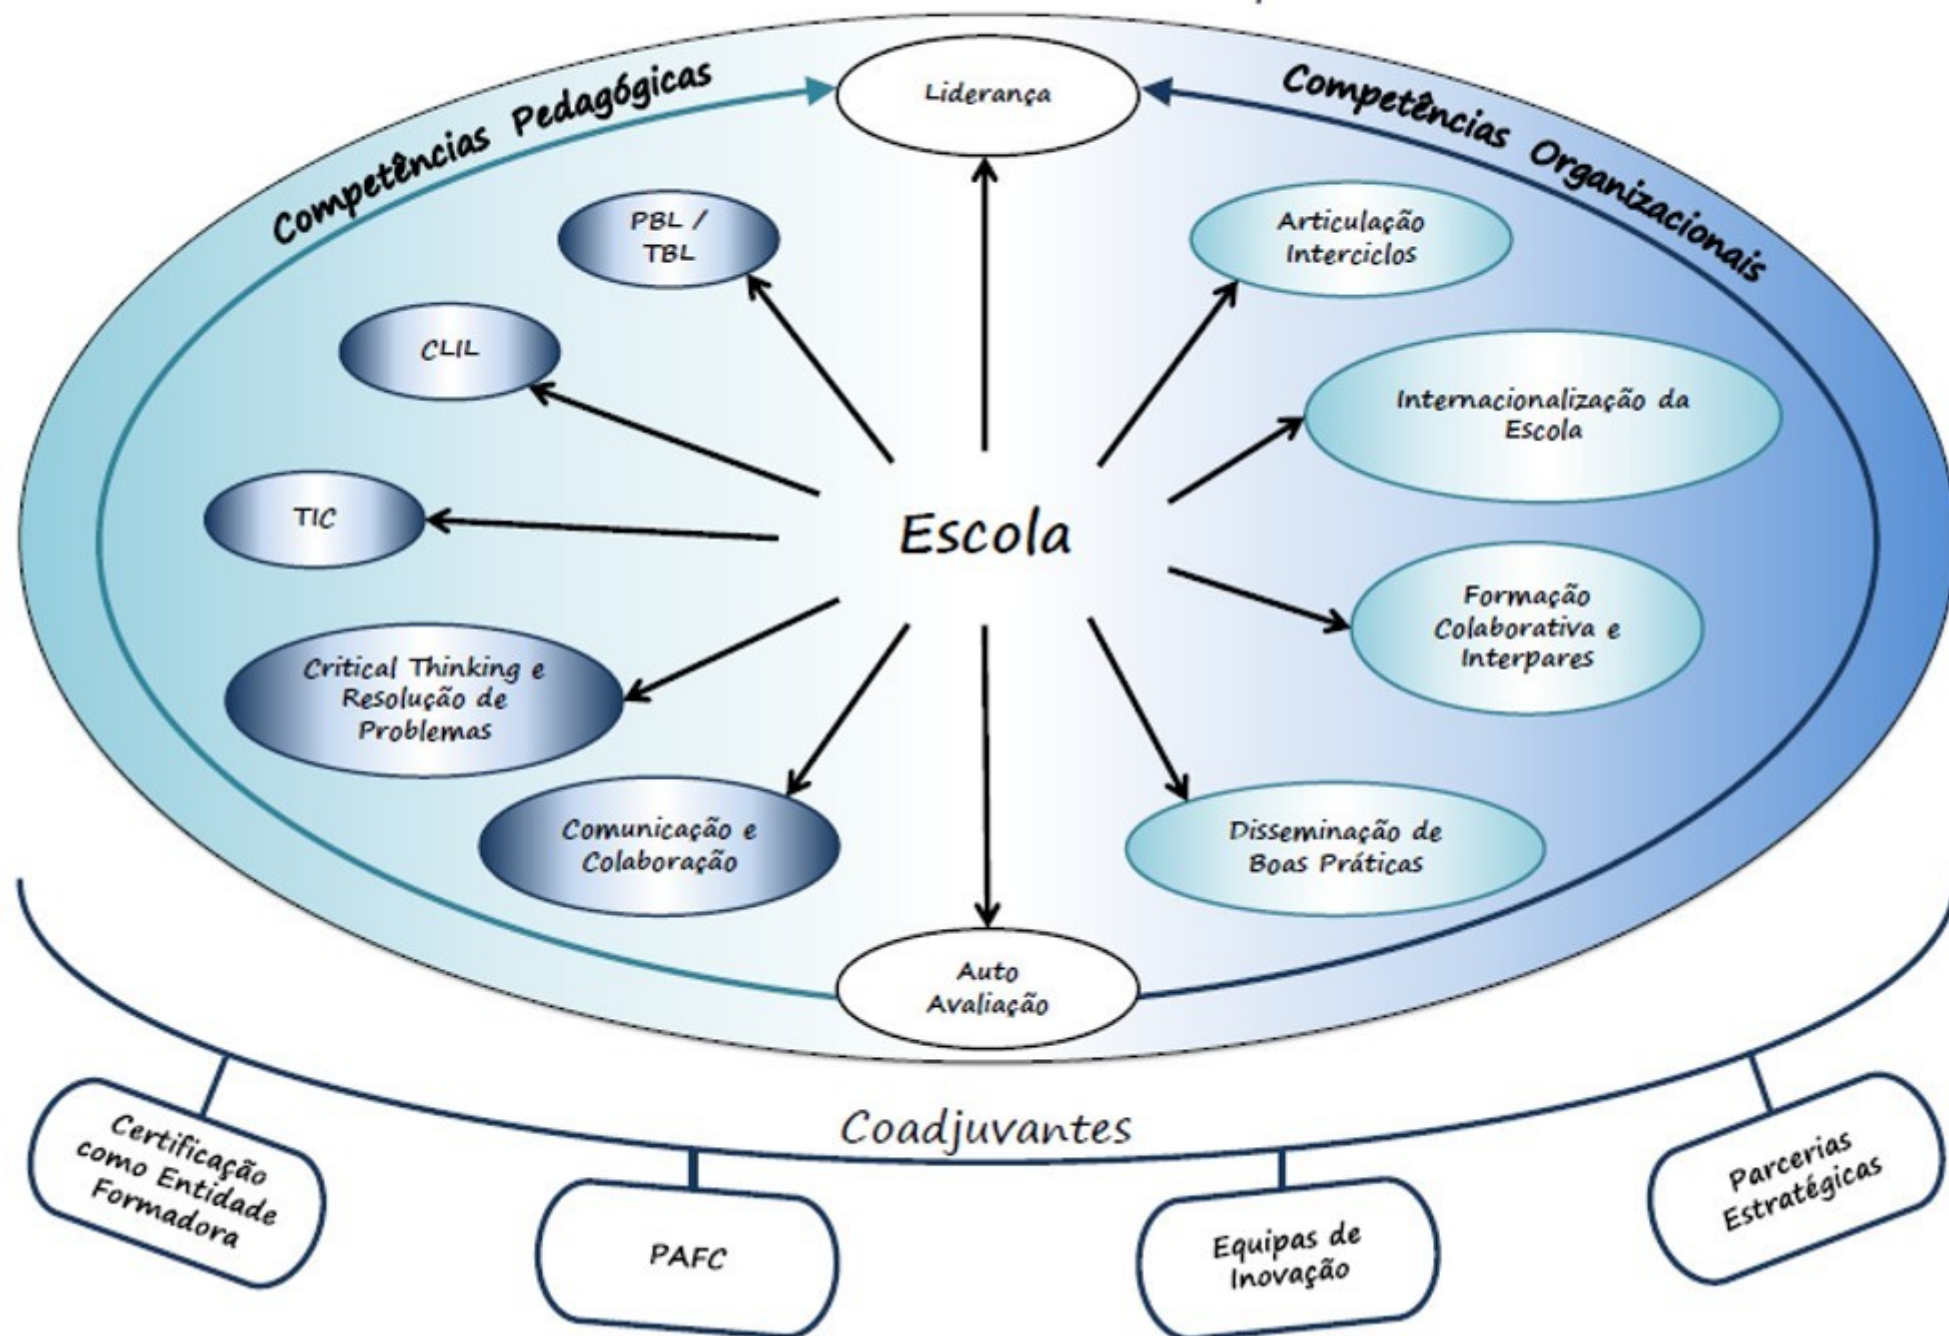 Competências Pedagógicas
Competências Organizacionais
Liderança
PBL /
TBL
Articulação
Interciclos
CLIL
Internacionalização da
Escola
TIC
Escola
Formação
Colaborativa e
Interpares
Critical Thinking e
Resolução de
Problemas
Comunicação e
Colaboração
Disseminação de
Boas Práticas
Auto
Avaliação
Coadjuvantes
Certificação
como Entidade
Formadora
PAFC
Equipas de
Inovação
Parcerias
Estratégicas